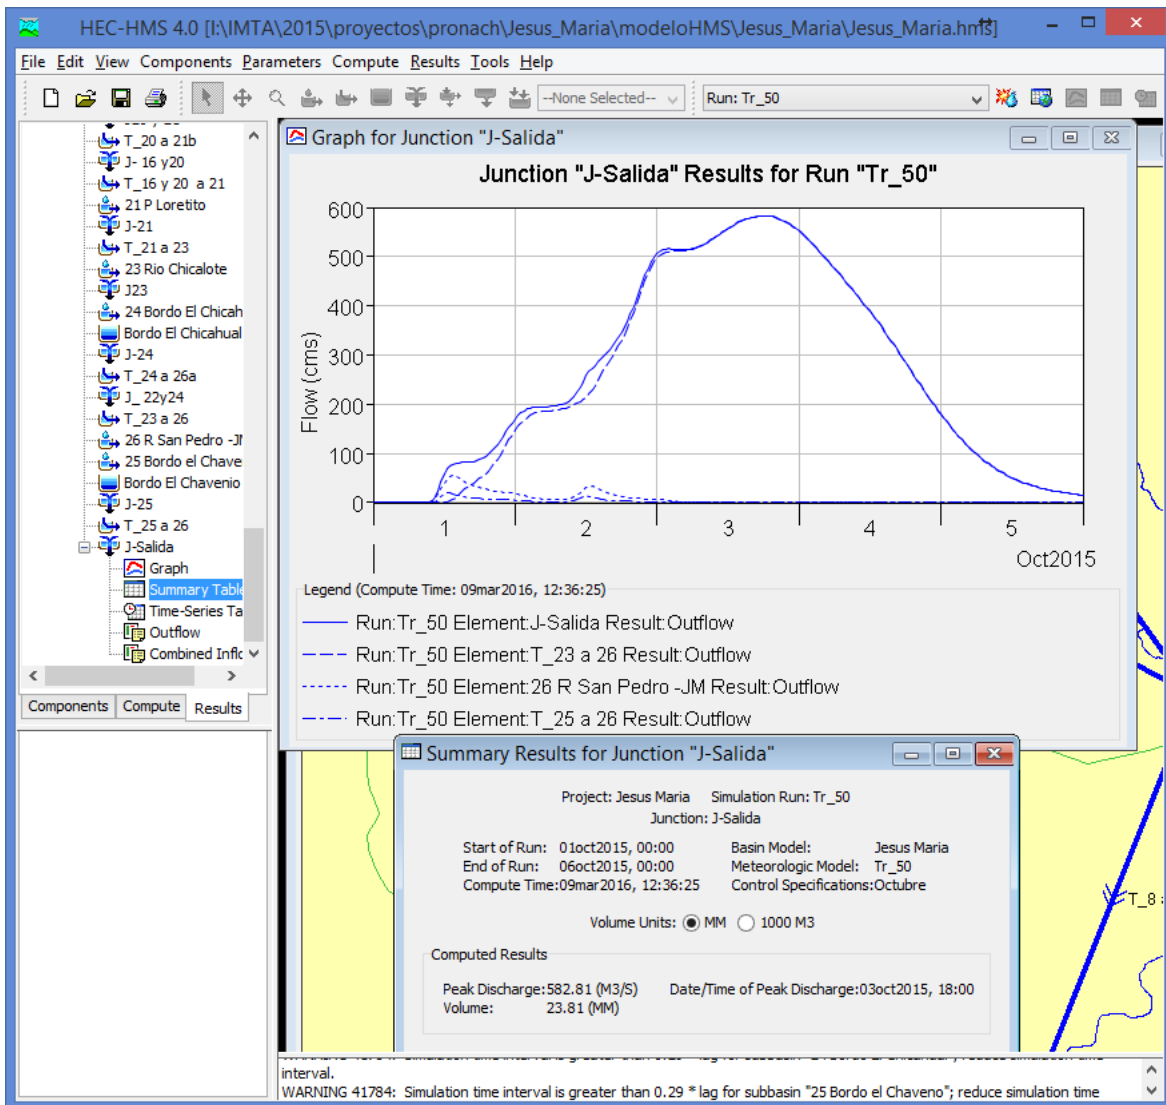 HEC-HMS 4.0 [I:\IMTA\2015\proyectos\pronach\Jesus_Maria\modeloHMS\Jesus_Maria\Jesus_Maria.hms]
File Edit View Components Parameters Compute Results Tools Help
--None Selected-- Run: Tr_50
T_20 a 21b
J- 16 y20
T_16 y 20 a 21
21 P Loretito
J-21
T_21 a 23
23 Rio Chicalote
J23
24 Bordo El Chicah
Bordo El Chicahual
J-24
T_24 a 26a
J_ 22y24
T_23 a 26
26 R San Pedro -JM
25 Bordo el Chave
Bordo El Chavenio
J-25
T_25 a 26
J-Salida
Graph
Summary Table
Time-Series Ta
Outflow
Combined Inflc
Components Compute Results
Graph for Junction "J-Salida"
Junction "J-Salida" Results for Run "Tr_50"
600
500
400
300
200
100
0
Flow (cms)
1 2 3 4 5
Oct2015
Legend (Compute Time: 09mar2016, 12:36:25)
Run:Tr_50 Element:J-Salida Result:Outflow
Run:Tr_50 Element:T_23 a 26 Result:Outflow
Run:Tr_50 Element:26 R San Pedro -JM Result:Outflow
Run:Tr_50 Element:T_25 a 26 Result:Outflow
Summary Results for Junction "J-Salida"
Project: Jesus Maria Simulation Run: Tr_50
Junction: J-Salida
Start of Run: 01oct2015, 00:00 Basin Model: Jesus Maria
End of Run: 06oct2015, 00:00 Meteorologic Model: Tr_50
Compute Time:09mar2016, 12:36:25 Control Specifications:Octubre
Volume Units: MM 1000 M3
Computed Results
Peak Discharge:582.81 (M3/S) Date/Time of Peak Discharge:03oct2015, 18:00
Volume: 23.81 (MM)
T_8
interval.
WARNING 41784: Simulation time interval is greater than 0.29 * lag for subbasin "25 Bordo el Chaveno"; reduce simulation time